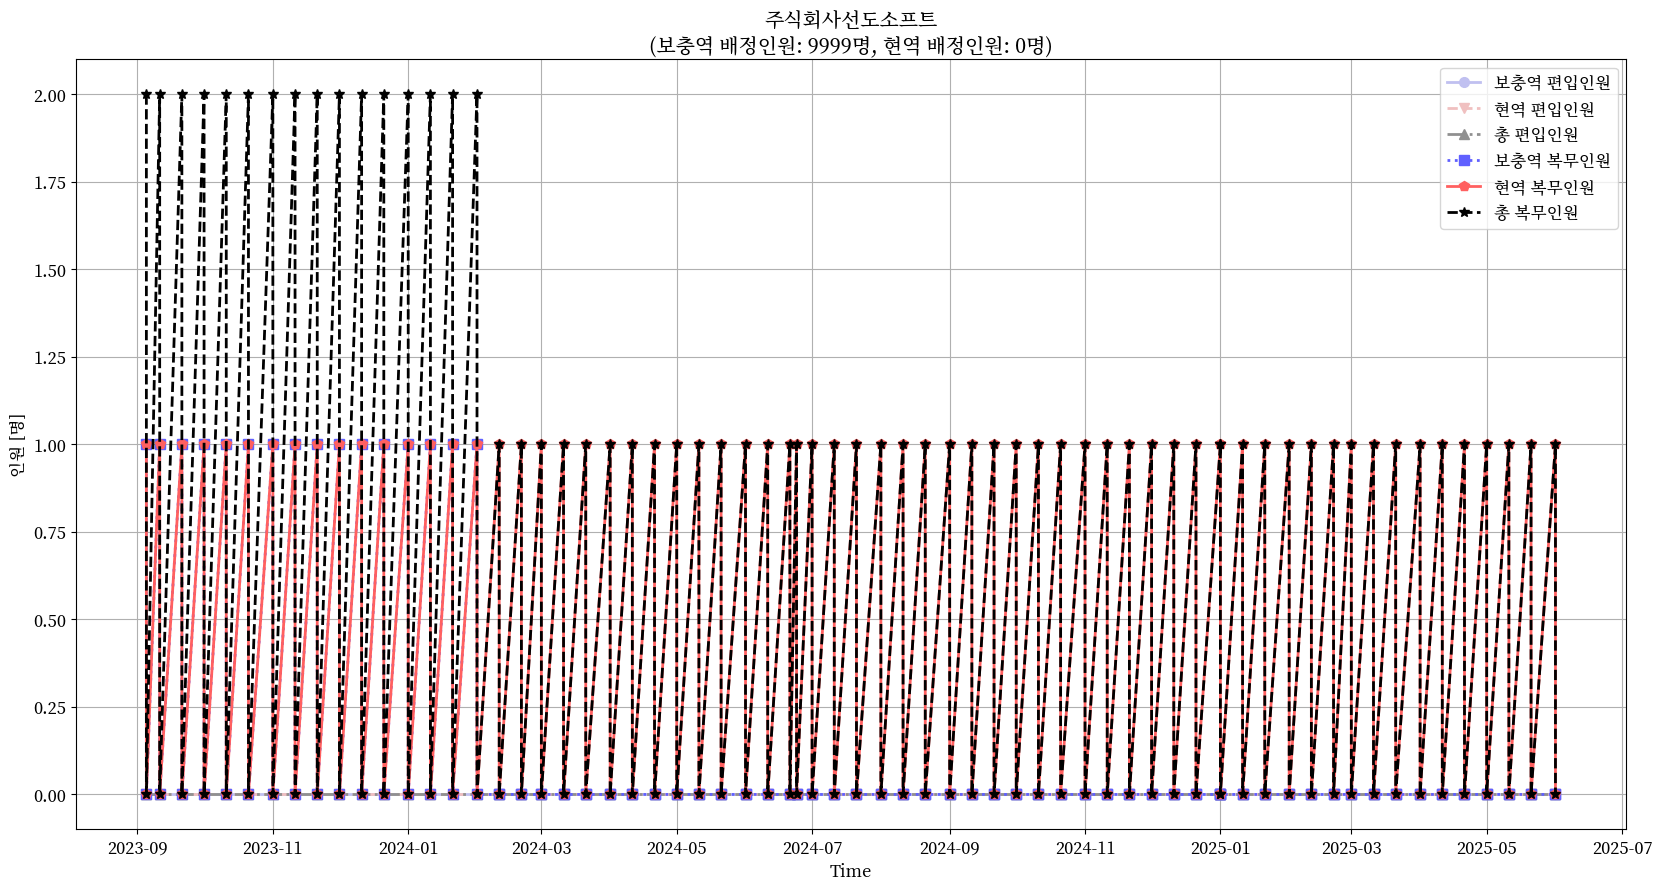 주식회사선도소프트
(보충역 배정인원: 9999명, 현역 배정인원: 0명)
보충역 편입인원
현역 편입인원
총 편입인원
보충역 복무인원
현역 복무인원
총 복무인원
2.00
1.75
1.50
1.25
1.00
0.75
0.50
0.25
0.00
인원 [명]
2023-09
2023-11
2024-01
2024-03
2024-05
2024-07
2024-09
2024-11
2025-01
2025-03
2025-05
2025-07
Time